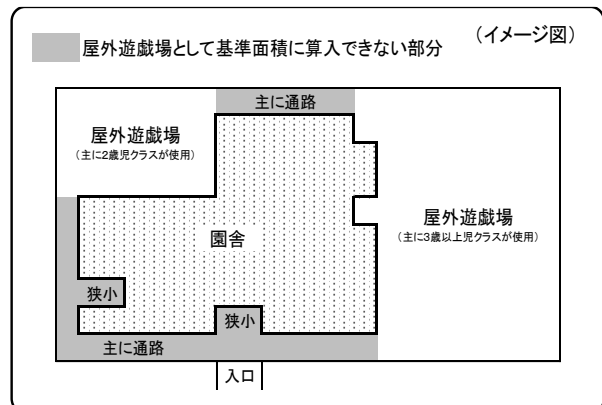 （イメージ図）
屋外遊戯場として基準面積に算入できない部分
主に通路
屋外遊戯場
（主に2歳児クラスが使用）
屋外遊戯場
（主に3歳以上児クラスが使用）
園舎
狭小
狭小
主に通路
入口